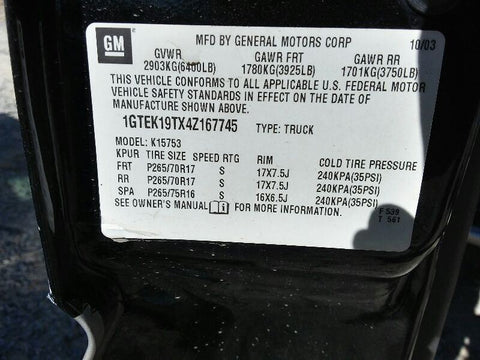 GM
MFD BY GENERAL MOTORS CORP 10/03
GVWR GAWR FRT GAWR RR
2903KG(6400LB) 1780KG(3925LB) 1701KG(3750LB)
THIS VEHICLE CONFORMS TO ALL APPLICABLE U.S. FEDERAL MOTOR
VEHICLE SAFETY STANDARDS IN EFFECT ON THE DATE OF
MANUFACTURE SHOWN ABOVE.
1GTEK19TX4Z167745 TYPE: TRUCK
MODEL: K15753
KPUR TIRE SIZE SPEED RTG RIM COLD TIRE PRESSURE
FRT P265/70R17 S 17X7.5J 240KPA(35PSI)
RR P265/70R17 S 17X7.5J 240KPA(35PSI)
SPA P265/75R16 S 16X6.5J 240KPA(35PSI)
SEE OWNER'S MANUAL FOR MORE INFORMATION.
F 539
T 561